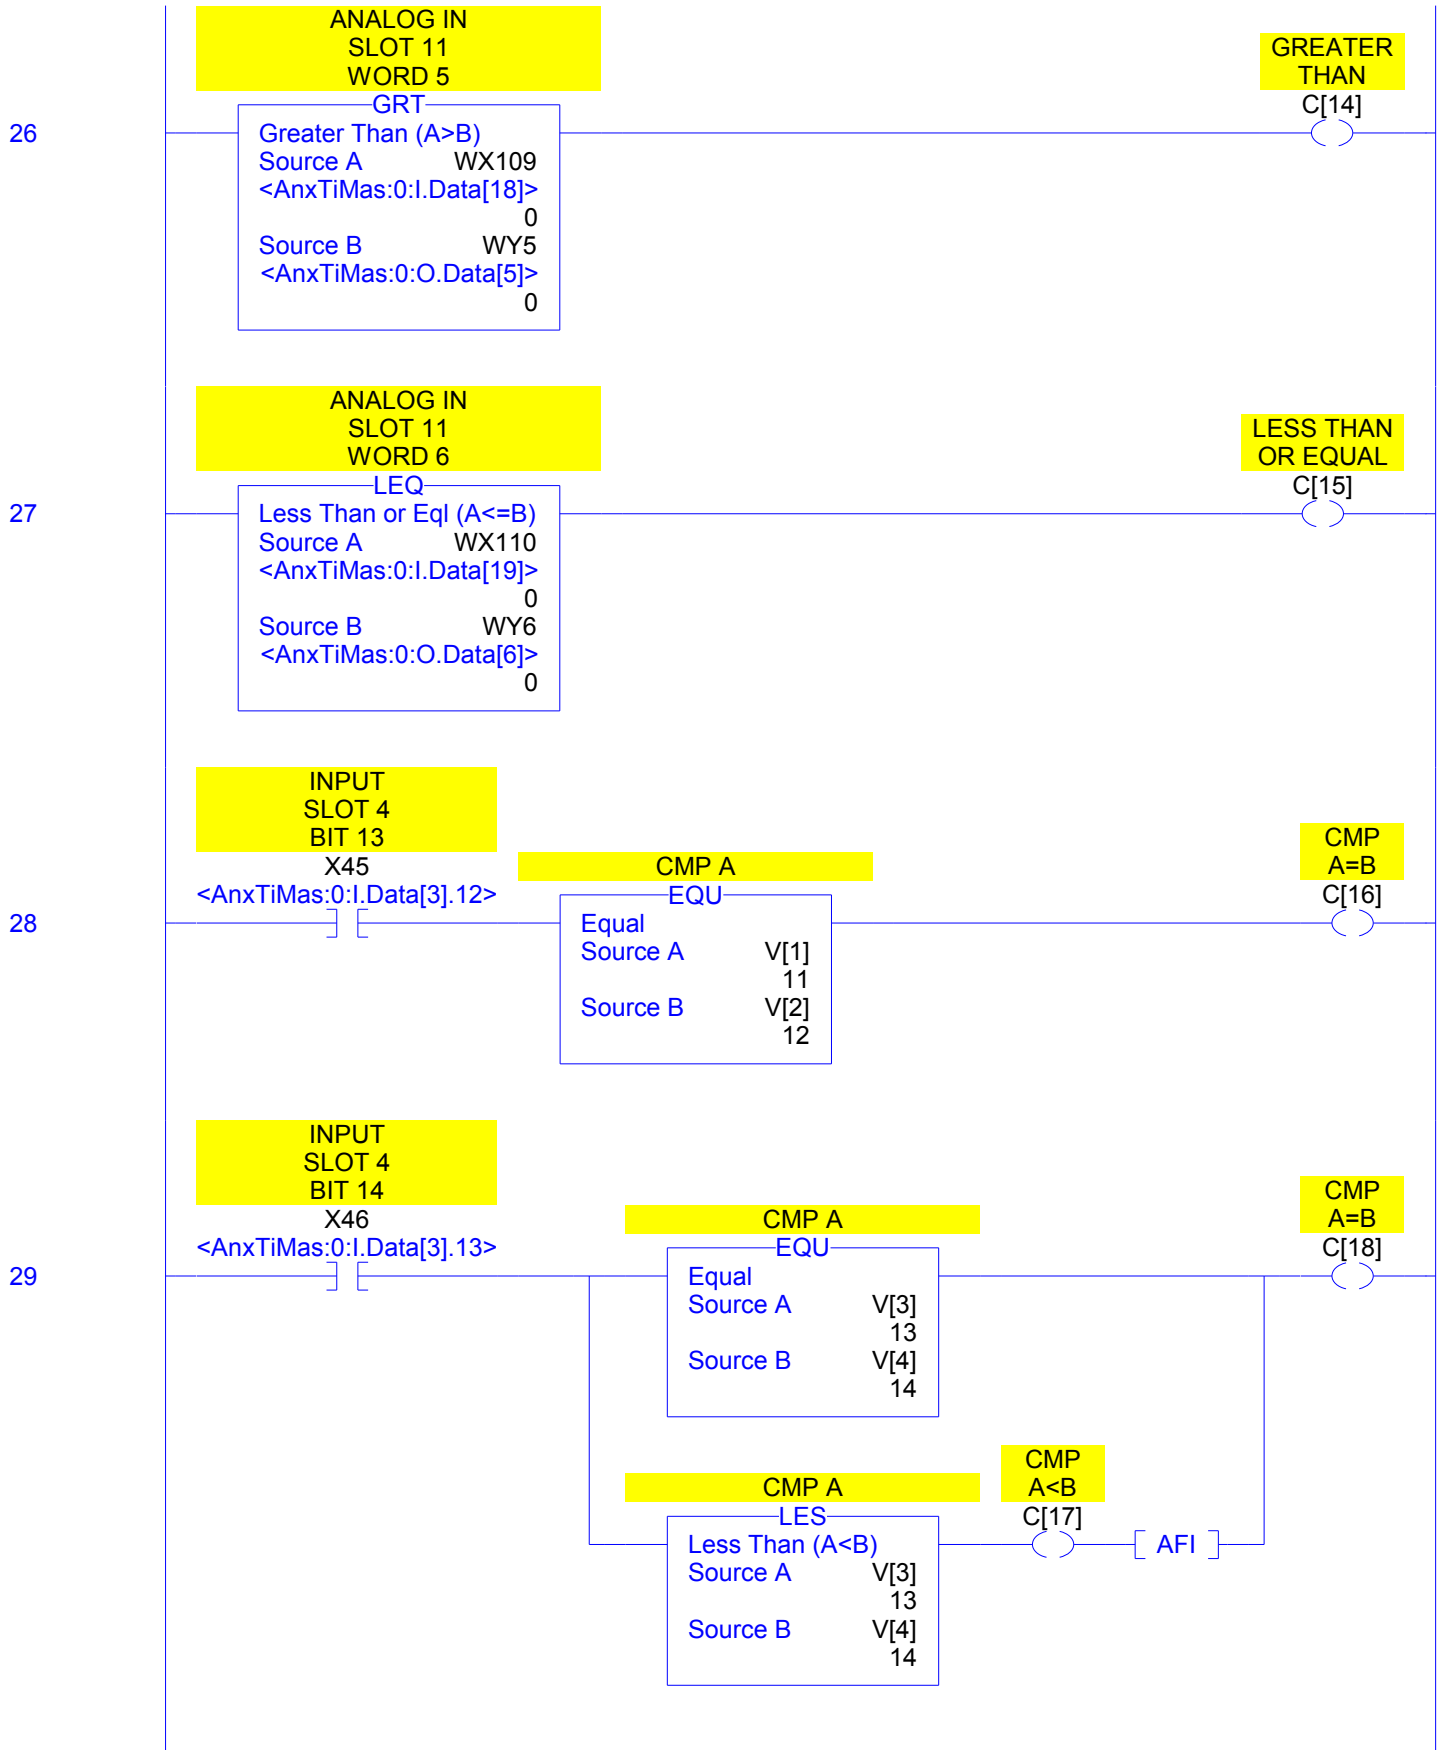 ANALOG IN
SLOT 11
WORD 5
GREATER
THAN
GRT
C[14]
26
Greater Than (A>B)
Source A WX109
<AnxTiMas:0:I.Data[18]>
0
Source B WY5
<AnxTiMas:0:O.Data[5]>
0
ANALOG IN
SLOT 11
WORD 6
LESS THAN
OR EQUAL
LEQ
C[15]
27
Less Than or Eql (A<=B)
Source A WX110
<AnxTiMas:0:I.Data[19]>
0
Source B WY6
<AnxTiMas:0:O.Data[6]>
0
INPUT
SLOT 4
BIT 13
X45
<AnxTiMas:0:I.Data[3].12>
CMP A
EQU
CMP
A=B
C[16]
28
Equal
Source A V[1]
11
Source B V[2]
12
INPUT
SLOT 4
BIT 14
X46
<AnxTiMas:0:I.Data[3].13>
CMP A
EQU
CMP
A=B
C[18]
29
Equal
Source A V[3]
13
Source B V[4]
14
CMP A
LES
CMP
A<B
C[17]
Less Than (A<B)
AFI
Source A V[3]
13
Source B V[4]
14